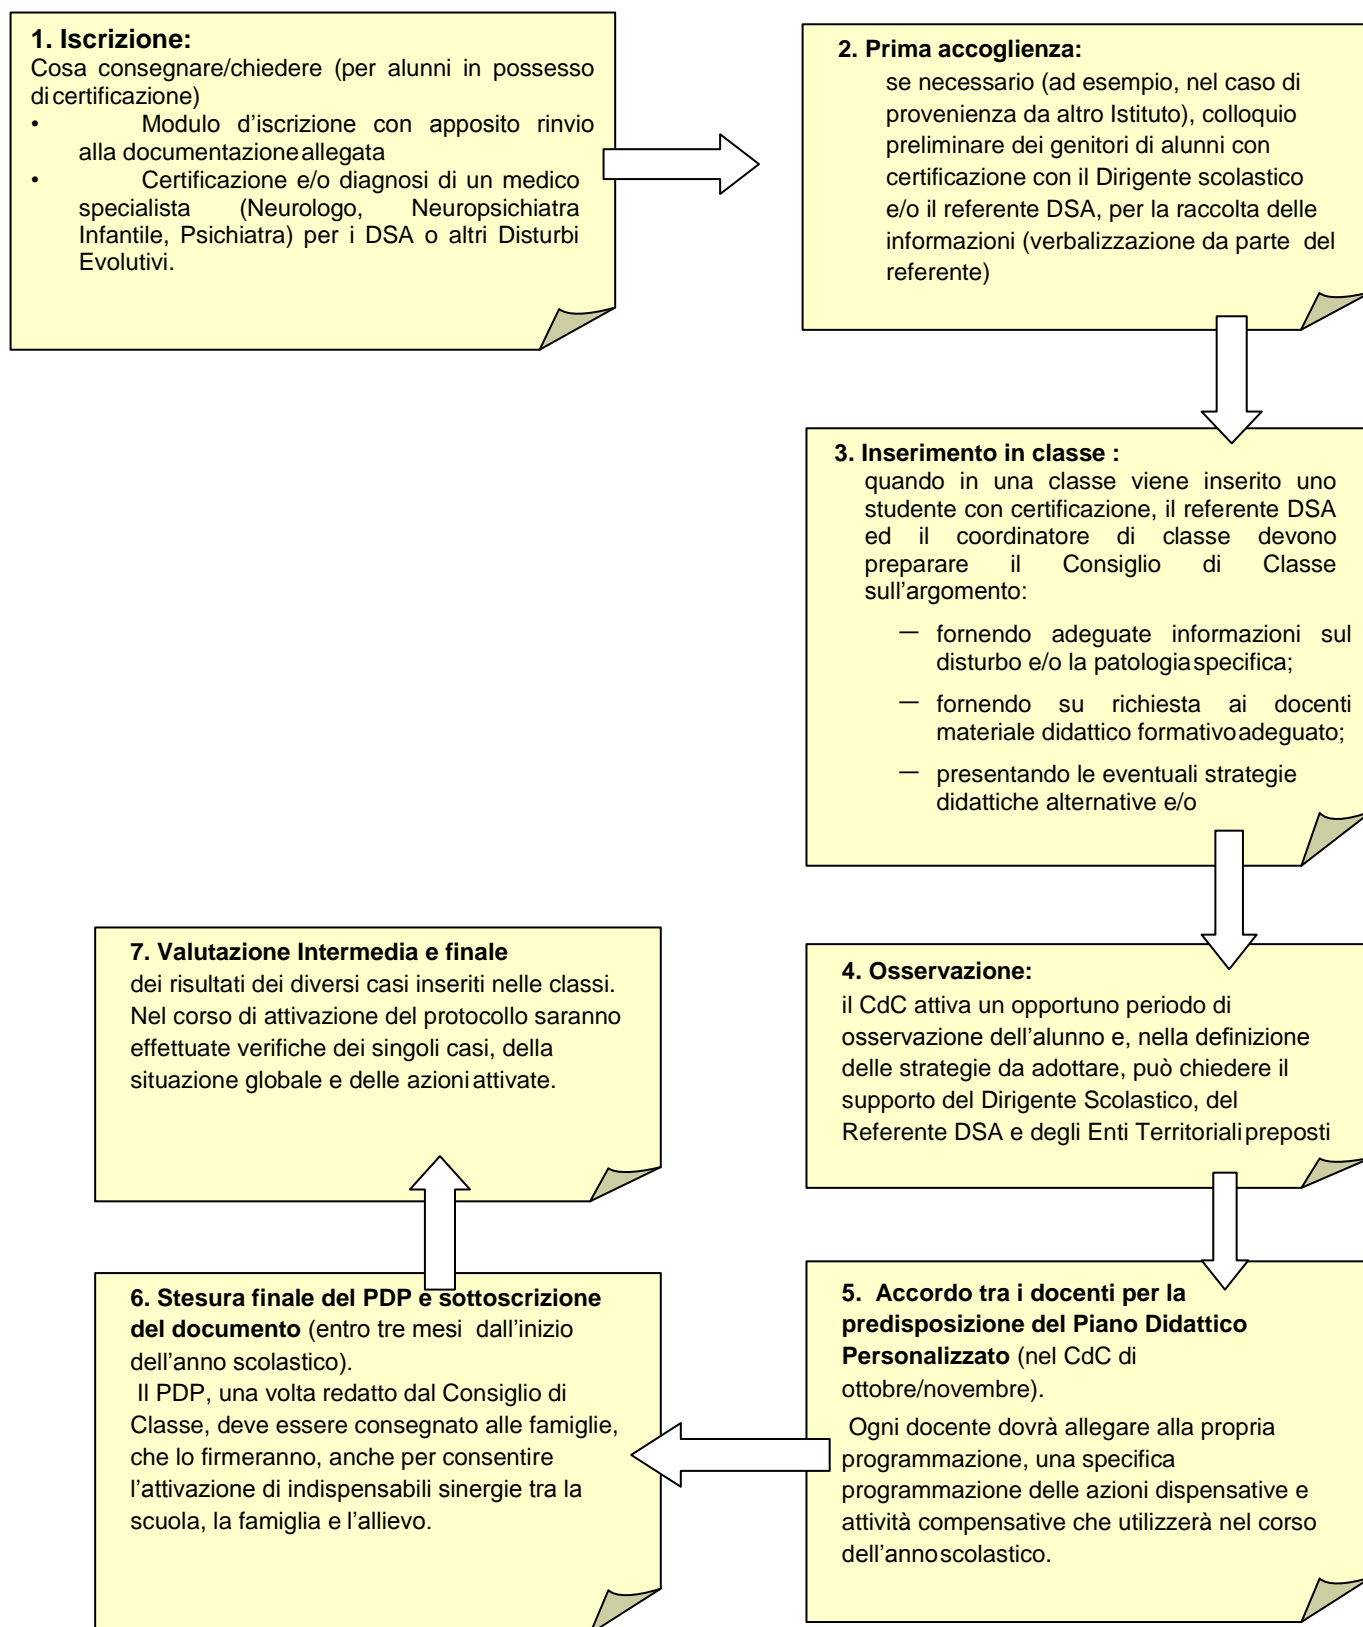 1. Iscrizione:
Cosa consegnare/chiedere (per alunni in possesso
di certificazione)
• Modulo d’iscrizione con apposito rinvio
alla documentazione allegata
• Certificazione e/o diagnosi di un medico
specialista (Neurologo, Neuropsichiatra
Infantile, Psichiatra) per i DSA o altri Disturbi
Evolutivi.
2. Prima accoglienza:
se necessario (ad esempio, nel caso di
provenienza da altro Istituto), colloquio
preliminare dei genitori di alunni con
certificazione con il Dirigente scolastico
e/o il referente DSA, per la raccolta delle
informazioni (verbalizzazione da parte del
referente)
3. Inserimento in classe :
quando in una classe viene inserito uno
studente con certificazione, il referente DSA
ed il coordinatore di classe devono
preparare il Consiglio di Classe
sull’argomento:
— fornendo adeguate informazioni sul
disturbo e/o la patologia specifica;
— fornendo su richiesta ai docenti
materiale didattico formativo adeguato;
— presentando le eventuali strategie
didattiche alternative e/o
4. Osservazione:
il CdC attiva un opportuno periodo di
osservazione dell’alunno e, nella definizione
delle strategie da adottare, può chiedere il
supporto del Dirigente Scolastico, del
Referente DSA e degli Enti Territoriali preposti
5. Accordo tra i docenti per la
predisposizione del Piano Didattico
Personalizzato (nel CdC di
ottobre/novembre).
Ogni docente dovrà allegare alla propria
programmazione, una specifica
programmazione delle azioni dispensative e
attività compensative che utilizzerà nel corso
dell’anno scolastico.
6. Stesura finale del PDP e sottoscrizione
del documento (entro tre mesi dall’inizio
dell’anno scolastico).
Il PDP, una volta redatto dal Consiglio di
Classe, deve essere consegnato alle famiglie,
che lo firmeranno, anche per consentire
l’attivazione di indispensabili sinergie tra la
scuola, la famiglia e l’allievo.
7. Valutazione Intermedia e finale
dei risultati dei diversi casi inseriti nelle classi.
Nel corso di attivazione del protocollo saranno
effettuate verifiche dei singoli casi, della
situazione globale e delle azioni attivate.